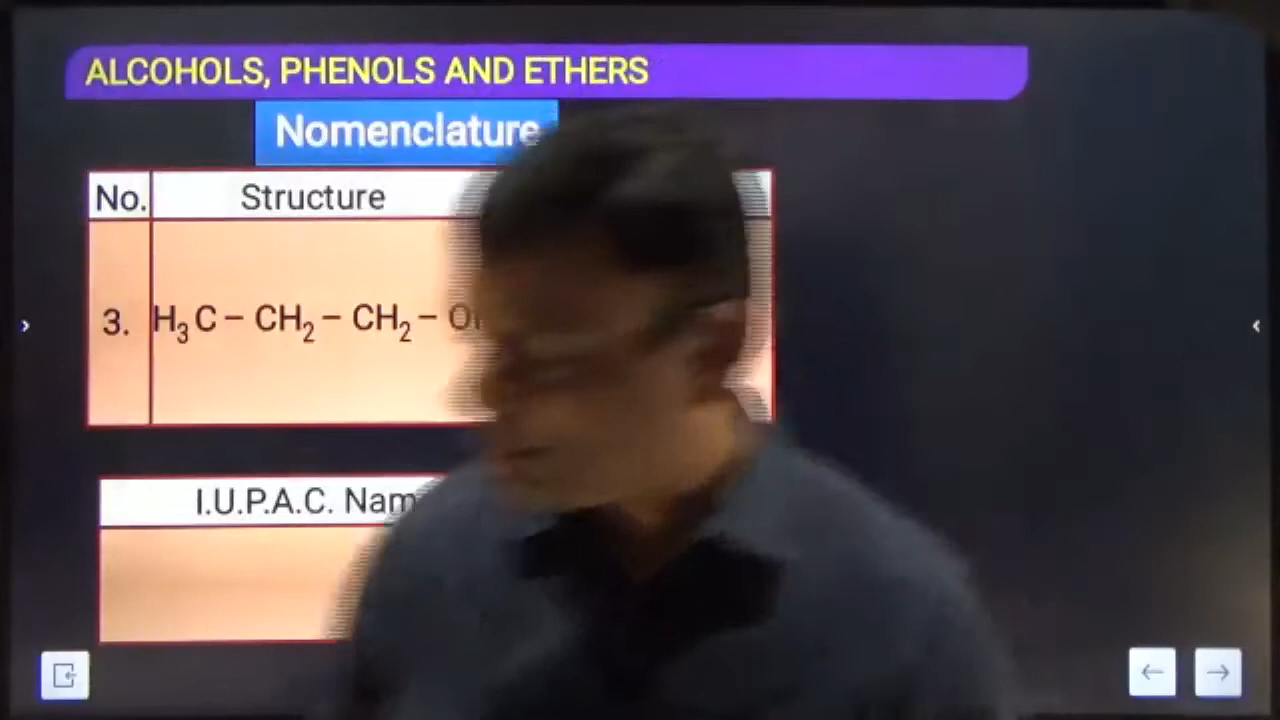 ALCOHOLS, PHENOLS AND ETHERS
Nomenclature
No. Structure
3. H₃C – CH₂ – CH₂ –
I.U.P.A.C.